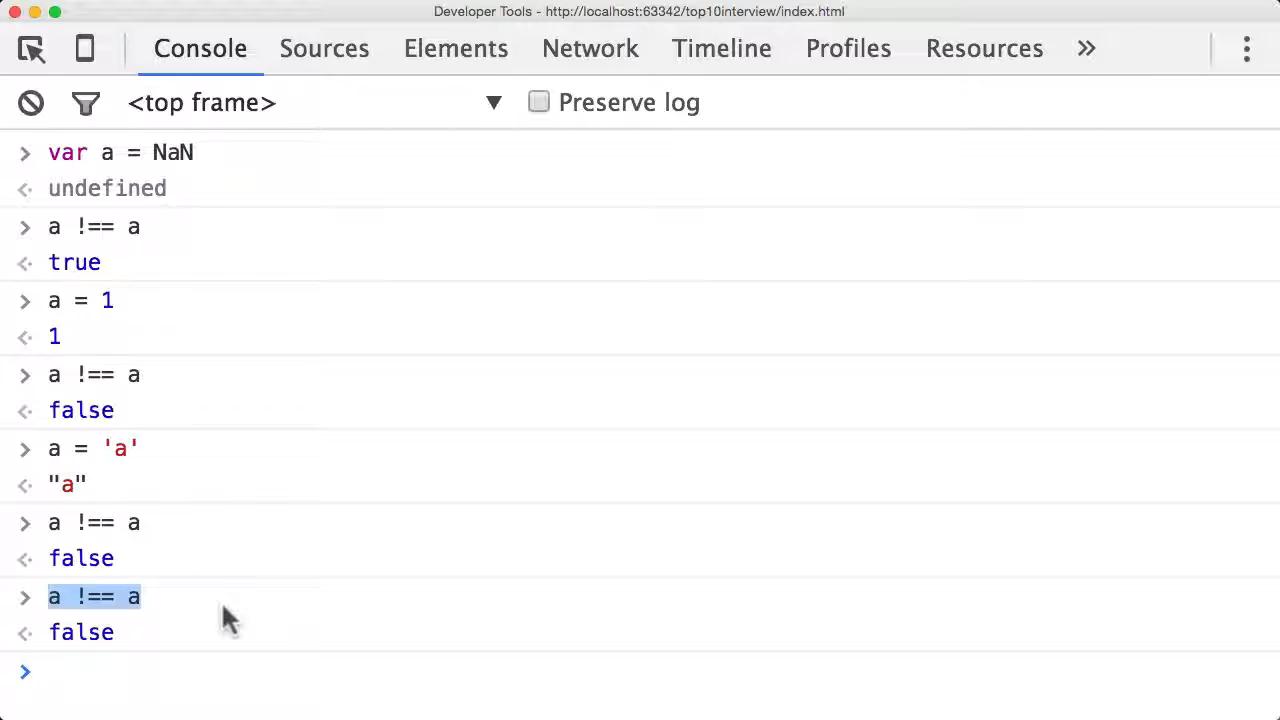 Developer Tools - http://localhost:63342/top10interview/index.html
Console Sources Elements Network Timeline Profiles Resources »
<top frame> ▼ Preserve log
> var a = NaN
undefined
> a !== a
true
> a = 1
1
> a !== a
false
> a = 'a'
"a"
> a !== a
false
> a !== a
false
>